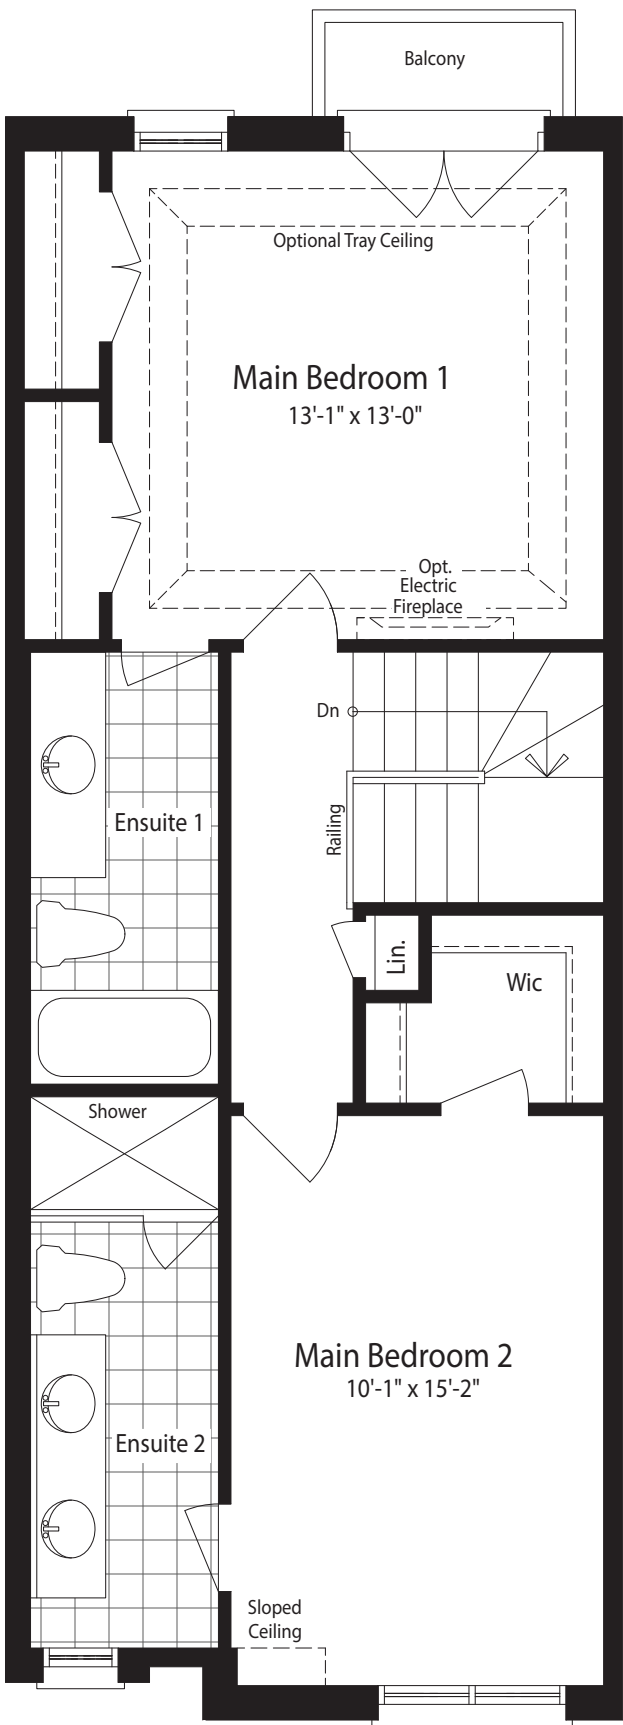 Balcony
Optional Tray Ceiling
Main Bedroom 1
13'-1" x 13'-0"
Opt.
Electric
Fireplace
Dn
Railing
Ensuite 1
Lin.
Wic
Shower
Main Bedroom 2
10'-1" x 15'-2"
Ensuite 2
Sloped
Ceiling